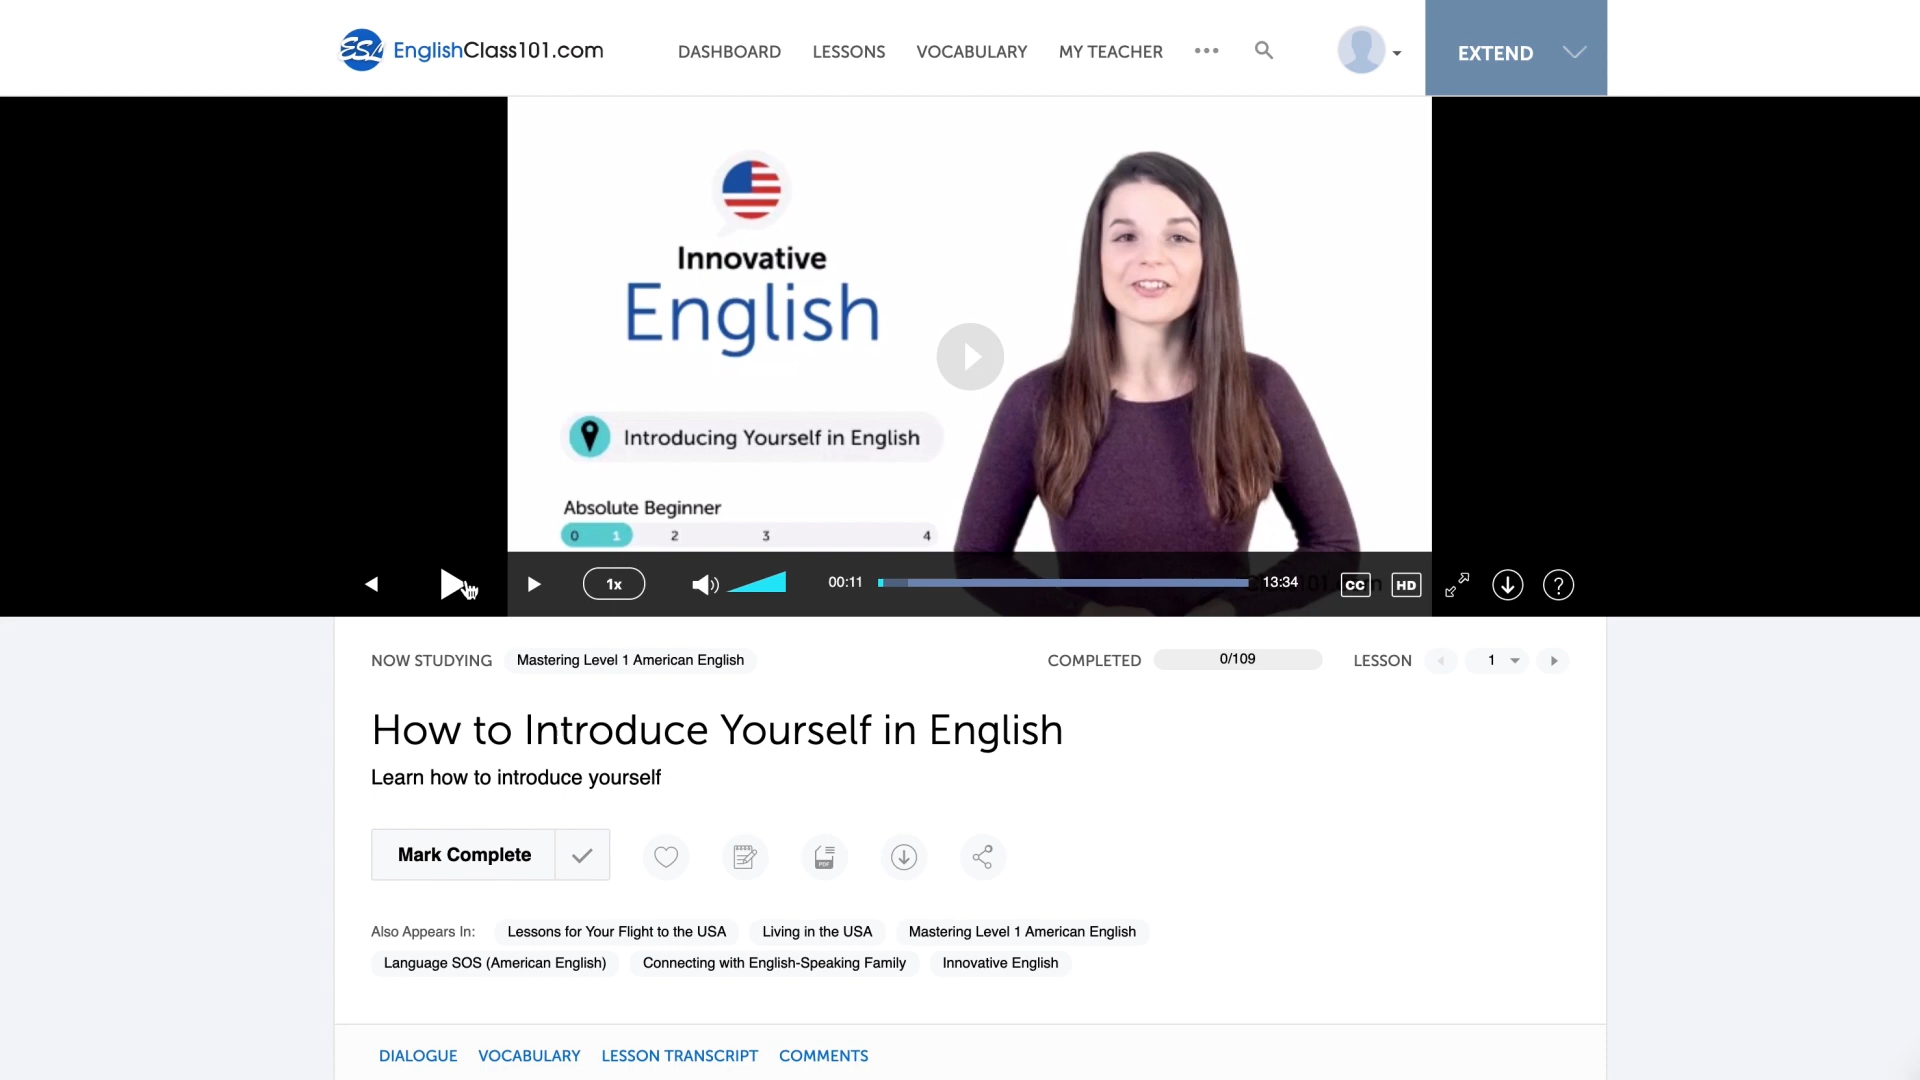 ESL EnglishClass101.com
DASHBOARD LESSONS VOCABULARY MY TEACHER
EXTEND
Innovative
English
Introducing Yourself in English
Absolute Beginner
0 1 2 3 4
1x 00:11 13:34 CC HD ?
NOW STUDYING Mastering Level 1 American English COMPLETED 0/109 LESSON 1
How to Introduce Yourself in English
Learn how to introduce yourself
Mark Complete
PDF
Also Appears In: Lessons for Your Flight to the USA Living in the USA Mastering Level 1 American English
Language SOS (American English) Connecting with English-Speaking Family Innovative English
DIALOGUE VOCABULARY LESSON TRANSCRIPT COMMENTS